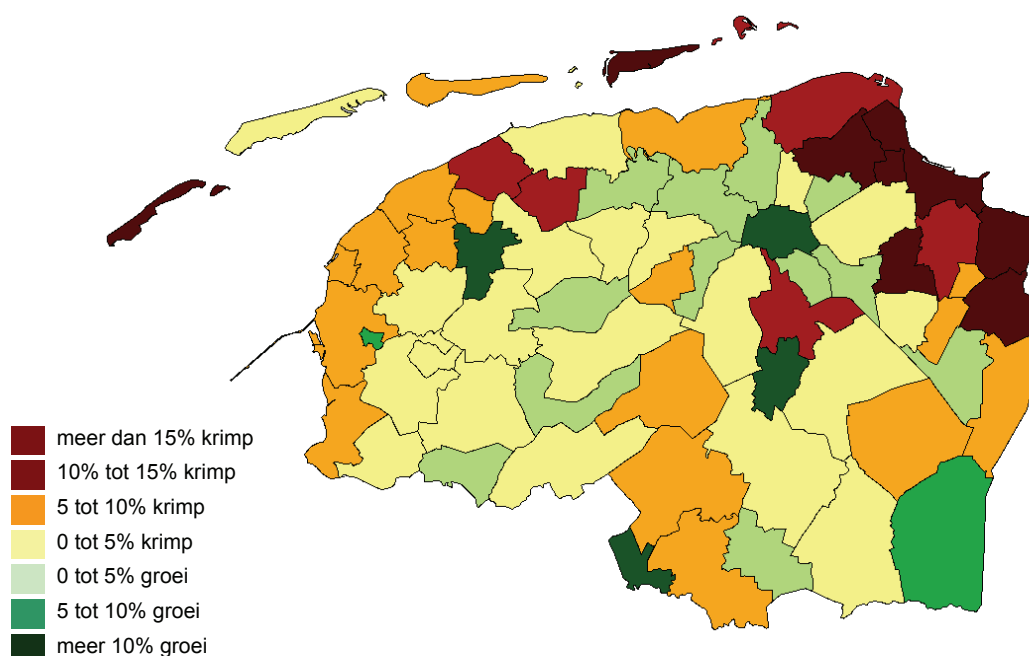 meer dan 15% krimp
10% tot 15% krimp
5 tot 10% krimp
0 tot 5% krimp
0 tot 5% groei
5 tot 10% groei
meer 10% groei